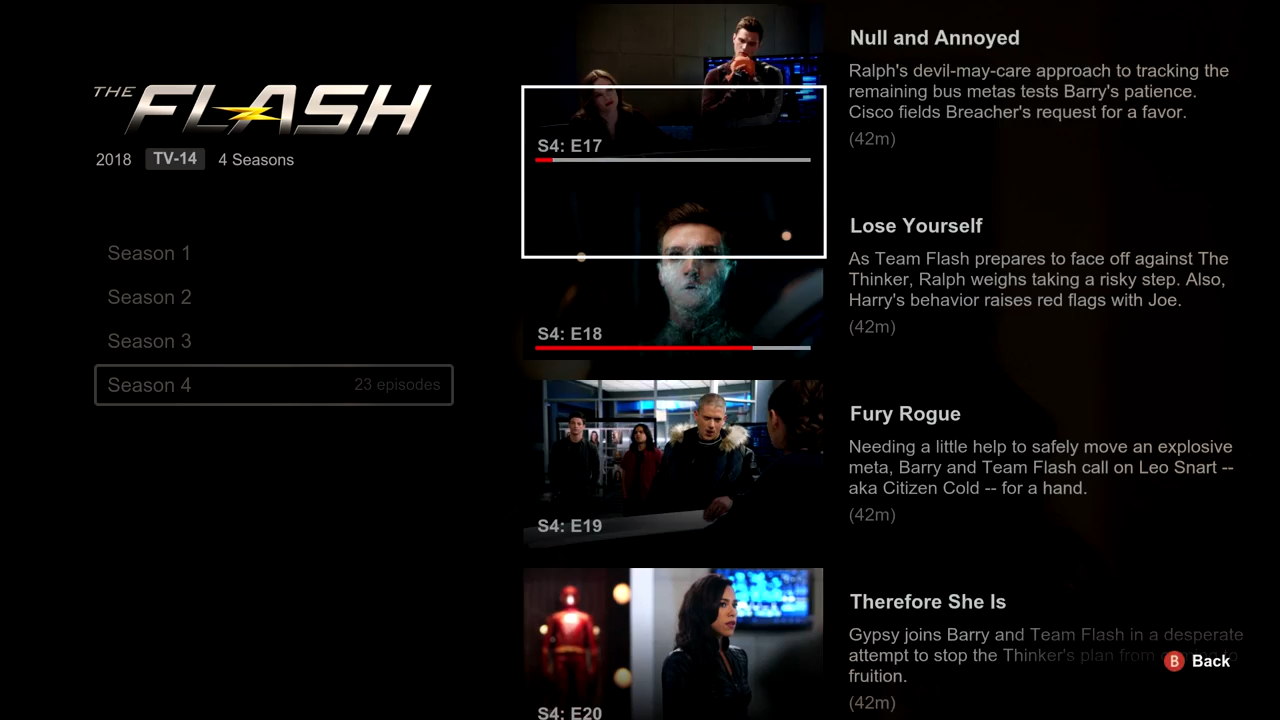 THE FLASH
2018 TV-14 4 Seasons
Season 1
Season 2
Season 3
Season 4 23 episodes
S4: E17
Null and Annoyed
Ralph's devil-may-care approach to tracking the
remaining bus metas tests Barry's patience.
Cisco fields Breacher's request for a favor.
(42m)
S4: E18
Lose Yourself
As Team Flash prepares to face off against The
Thinker, Ralph weighs taking a risky step. Also,
Harry's behavior raises red flags with Joe.
(42m)
S4: E19
Fury Rogue
Needing a little help to safely move an explosive
meta, Barry and Team Flash call on Leo Snart --
aka Citizen Cold -- for a hand.
(42m)
S4: E20
Therefore She Is
Gypsy joins Barry and Team Flash in a desperate
attempt to stop the Thinker's plan from coming to
fruition.
(42m)
B Back